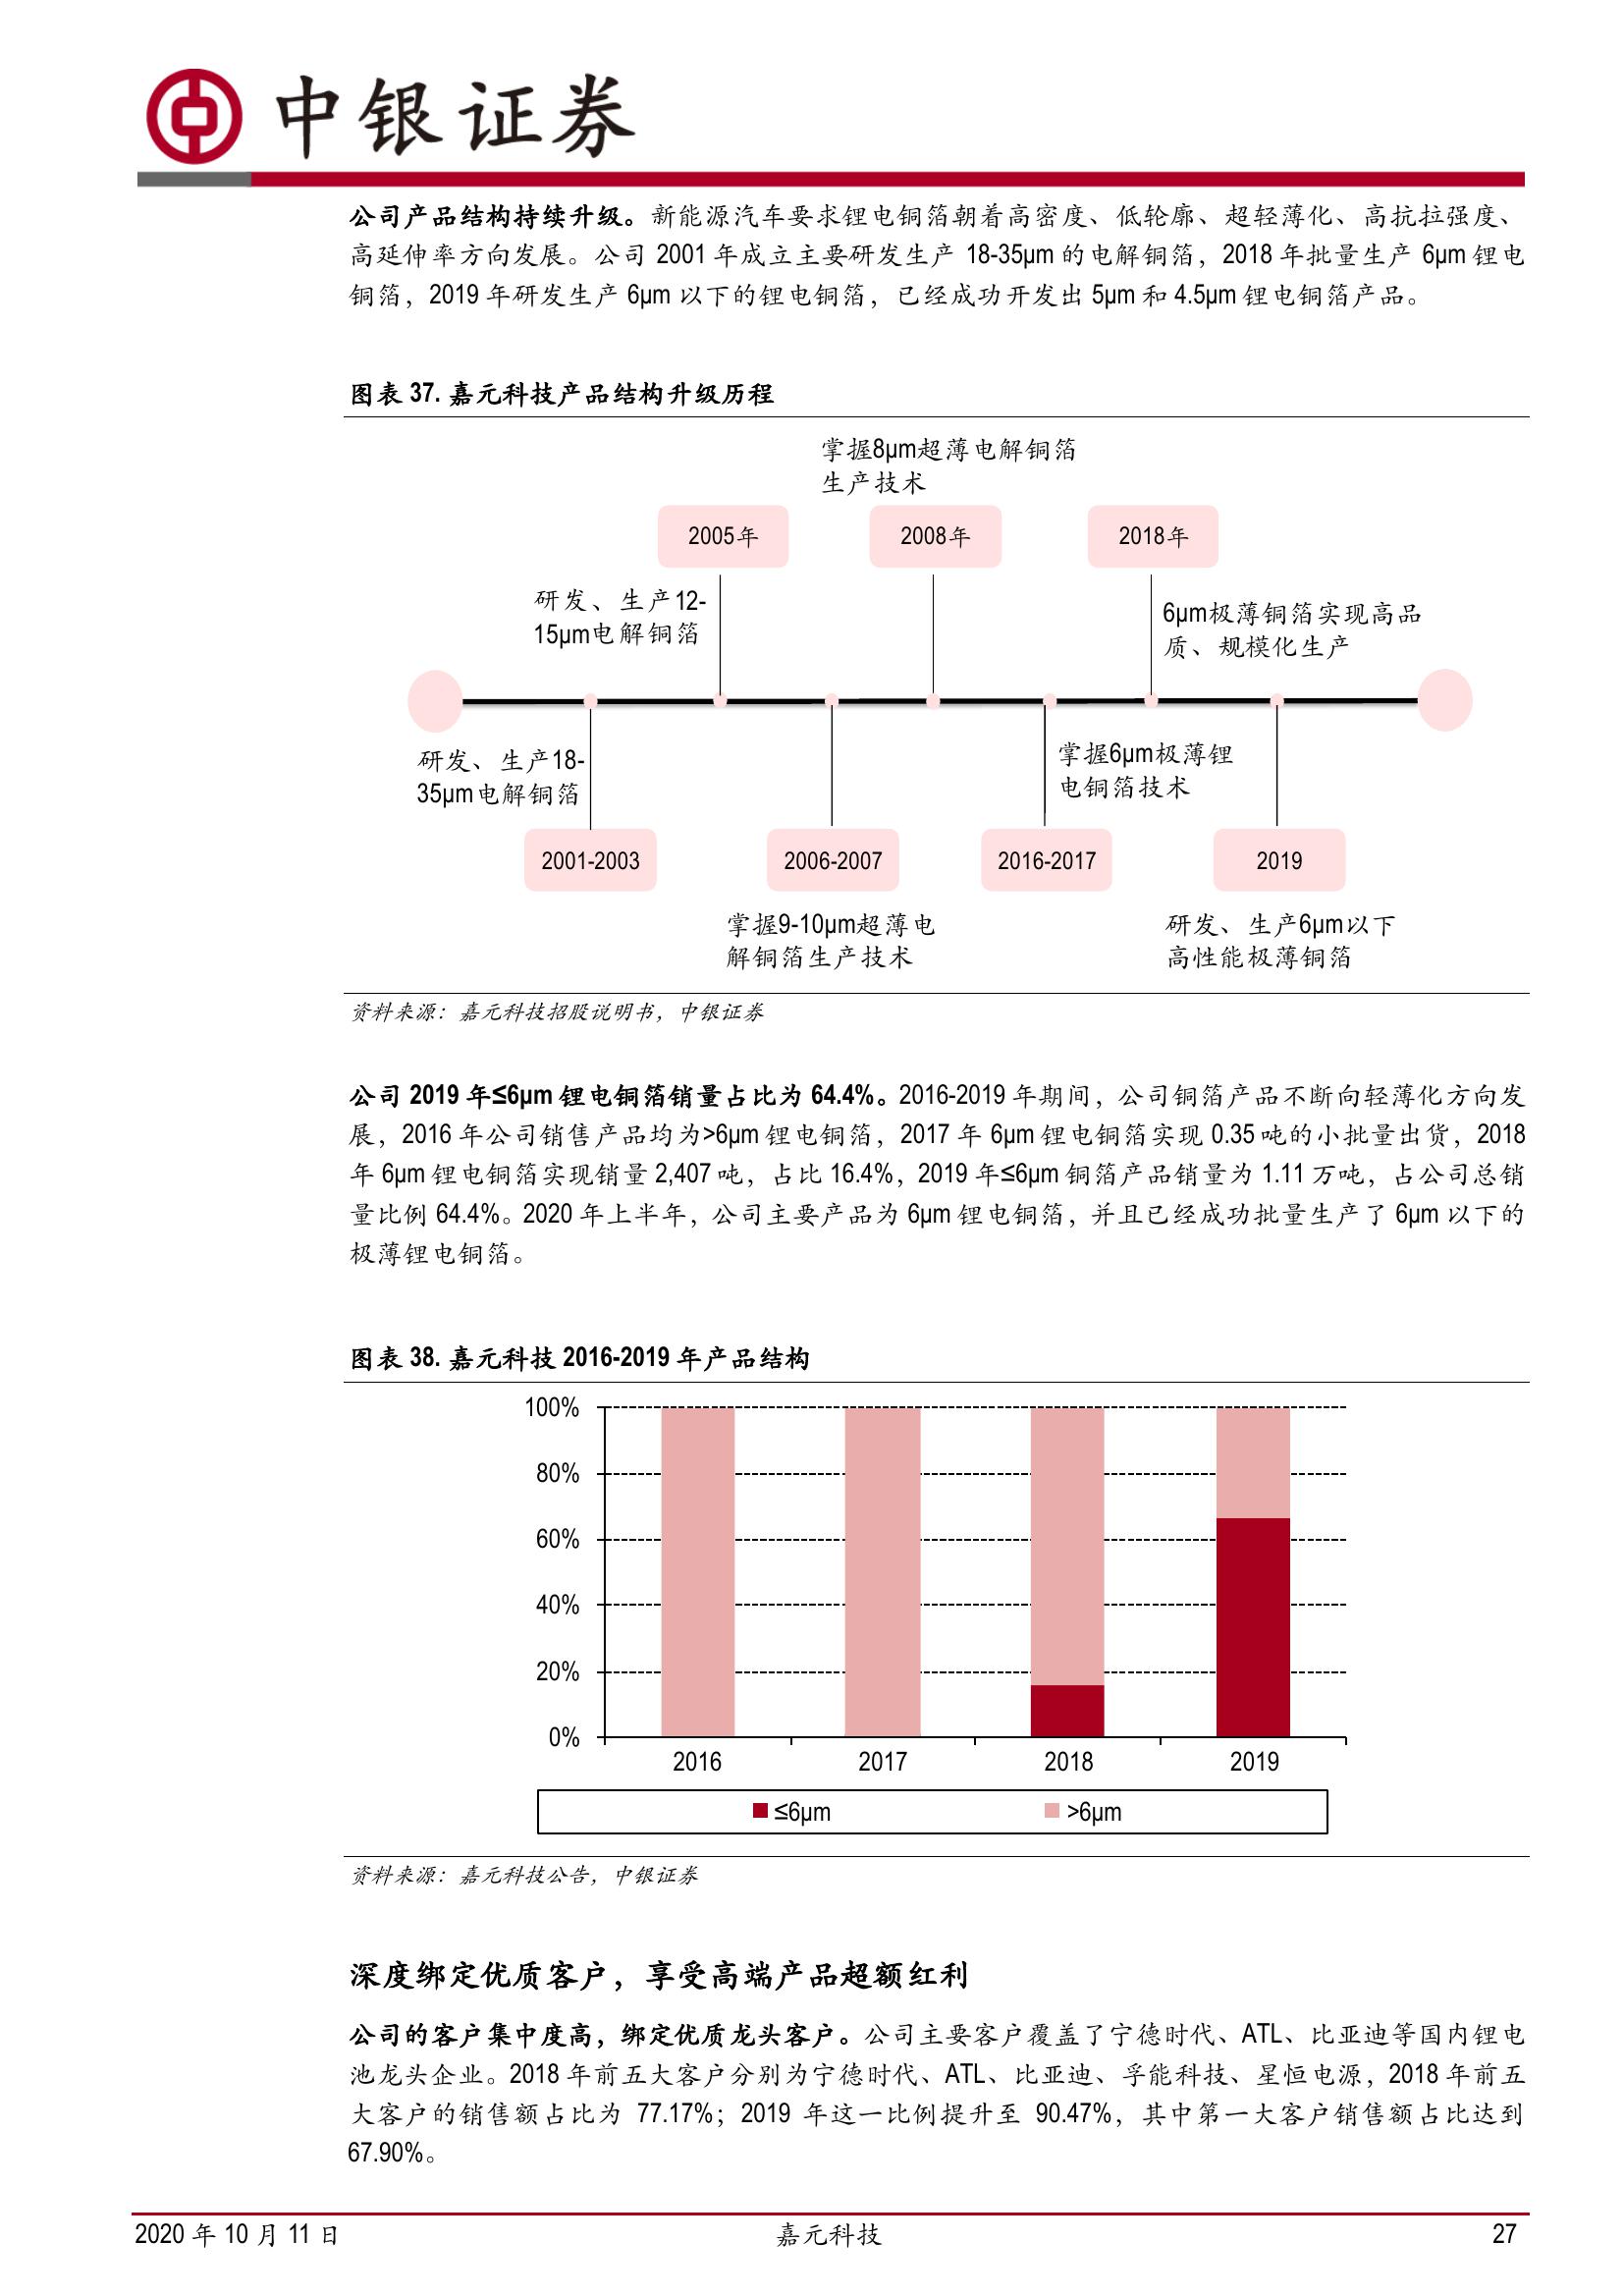 中银证券
公司产品结构持续升级。新能源汽车要求锂电铜箔朝着高密度、低轮廓、超轻薄化、高抗拉强度、
高延伸率方向发展。公司 2001 年成立主要研发生产 18-35μm 的电解铜箔，2018 年批量生产 6μm 锂电
铜箔，2019 年研发生产 6μm 以下的锂电铜箔，已经成功开发出 5μm 和 4.5μm 锂电铜箔产品。
图表 37. 嘉元科技产品结构升级历程
掌握8μm超薄电解铜箔
生产技术
2005年
2008年
2018年
研发、生产12-
15μm电解铜箔
6μm极薄铜箔实现高品
质、规模化生产
研发、生产18-
35μm电解铜箔
掌握6μm极薄锂
电铜箔技术
2001-2003
2006-2007
2016-2017
2019
掌握9-10μm超薄电
解铜箔生产技术
研发、生产6μm以下
高性能极薄铜箔
资料来源：嘉元科技招股说明书，中银证券
公司 2019 年≤6μm 锂电铜箔销量占比为 64.4%。2016-2019 年期间，公司铜箔产品不断向轻薄化方向发
展，2016 年公司销售产品均为>6μm 锂电铜箔，2017 年 6μm 锂电铜箔实现 0.35 吨的小批量出货，2018
年 6μm 锂电铜箔实现销量 2,407 吨，占比 16.4%，2019 年≤6μm 铜箔产品销量为 1.11 万吨，占公司总销
量比例 64.4%。2020 年上半年，公司主要产品为 6μm 锂电铜箔，并且已经成功批量生产了 6μm 以下的
极薄锂电铜箔。
图表 38. 嘉元科技 2016-2019 年产品结构
100%
80%
60%
40%
20%
0%
2016
2017
2018
2019
≤6μm
>6μm
资料来源：嘉元科技公告，中银证券
深度绑定优质客户，享受高端产品超额红利
公司的客户集中度高，绑定优质龙头客户。公司主要客户覆盖了宁德时代、ATL、比亚迪等国内锂电
池龙头企业。2018 年前五大客户分别为宁德时代、ATL、比亚迪、孚能科技、星恒电源，2018 年前五
大客户的销售额占比为 77.17%；2019 年这一比例提升至 90.47%，其中第一大客户销售额占比达到
67.90%。
2020 年 10 月 11 日
嘉元科技
27